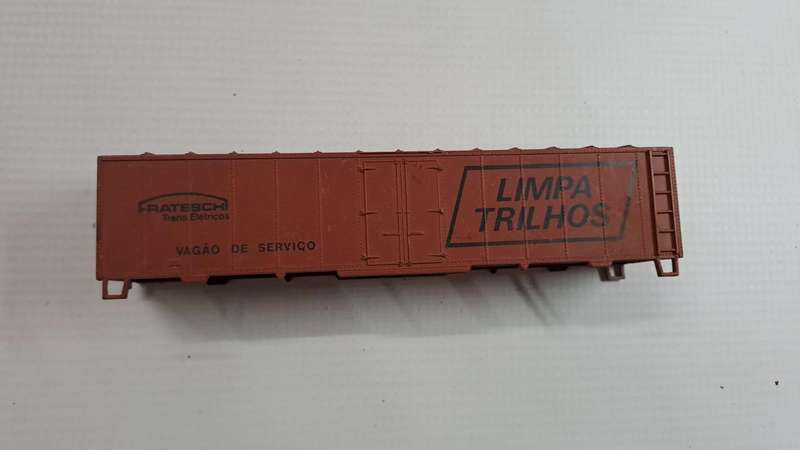 FRATESCHI
Trens Elétricos
VAGÃO DE SERVIÇO
LIMPA
TRILHOS